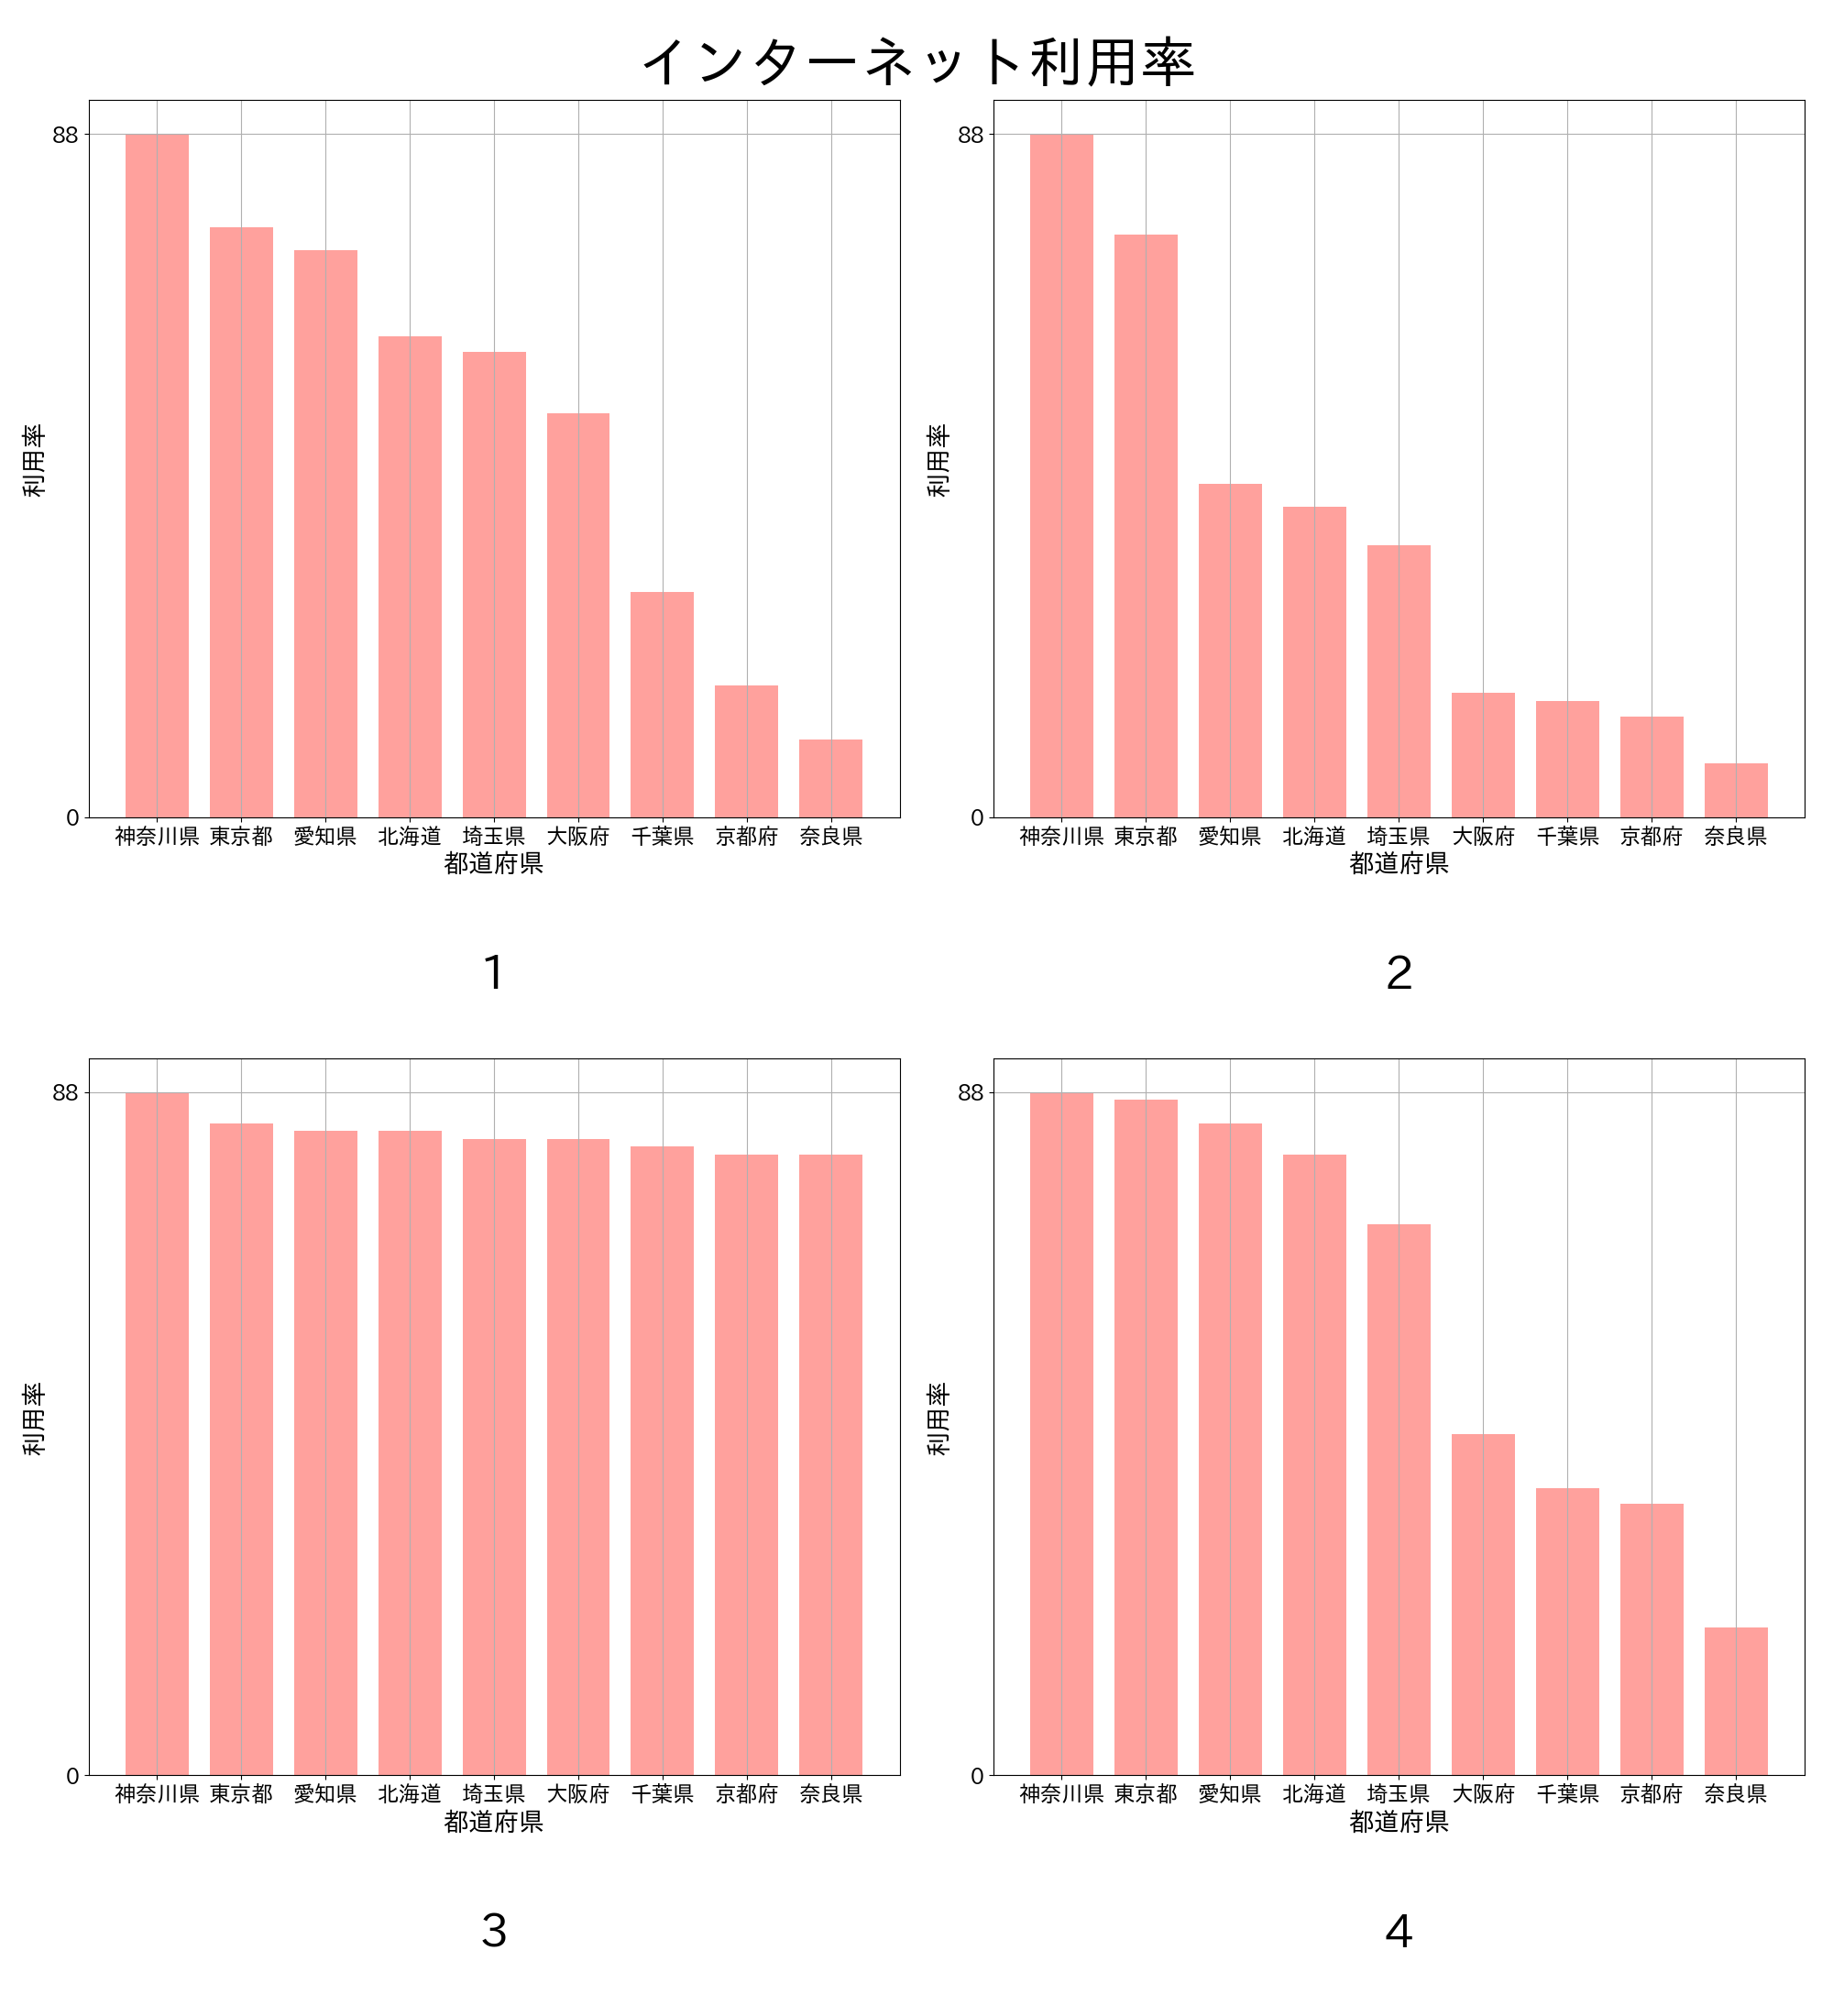 インターネット利用率
88
0
利用率
神奈川県 東京都 愛知県 北海道 埼玉県 大阪府 千葉県 京都府 奈良県
都道府県
1
88
0
利用率
神奈川県 東京都 愛知県 北海道 埼玉県 大阪府 千葉県 京都府 奈良県
都道府県
2
88
0
利用率
神奈川県 東京都 愛知県 北海道 埼玉県 大阪府 千葉県 京都府 奈良県
都道府県
3
88
0
利用率
神奈川県 東京都 愛知県 北海道 埼玉県 大阪府 千葉県 京都府 奈良県
都道府県
4